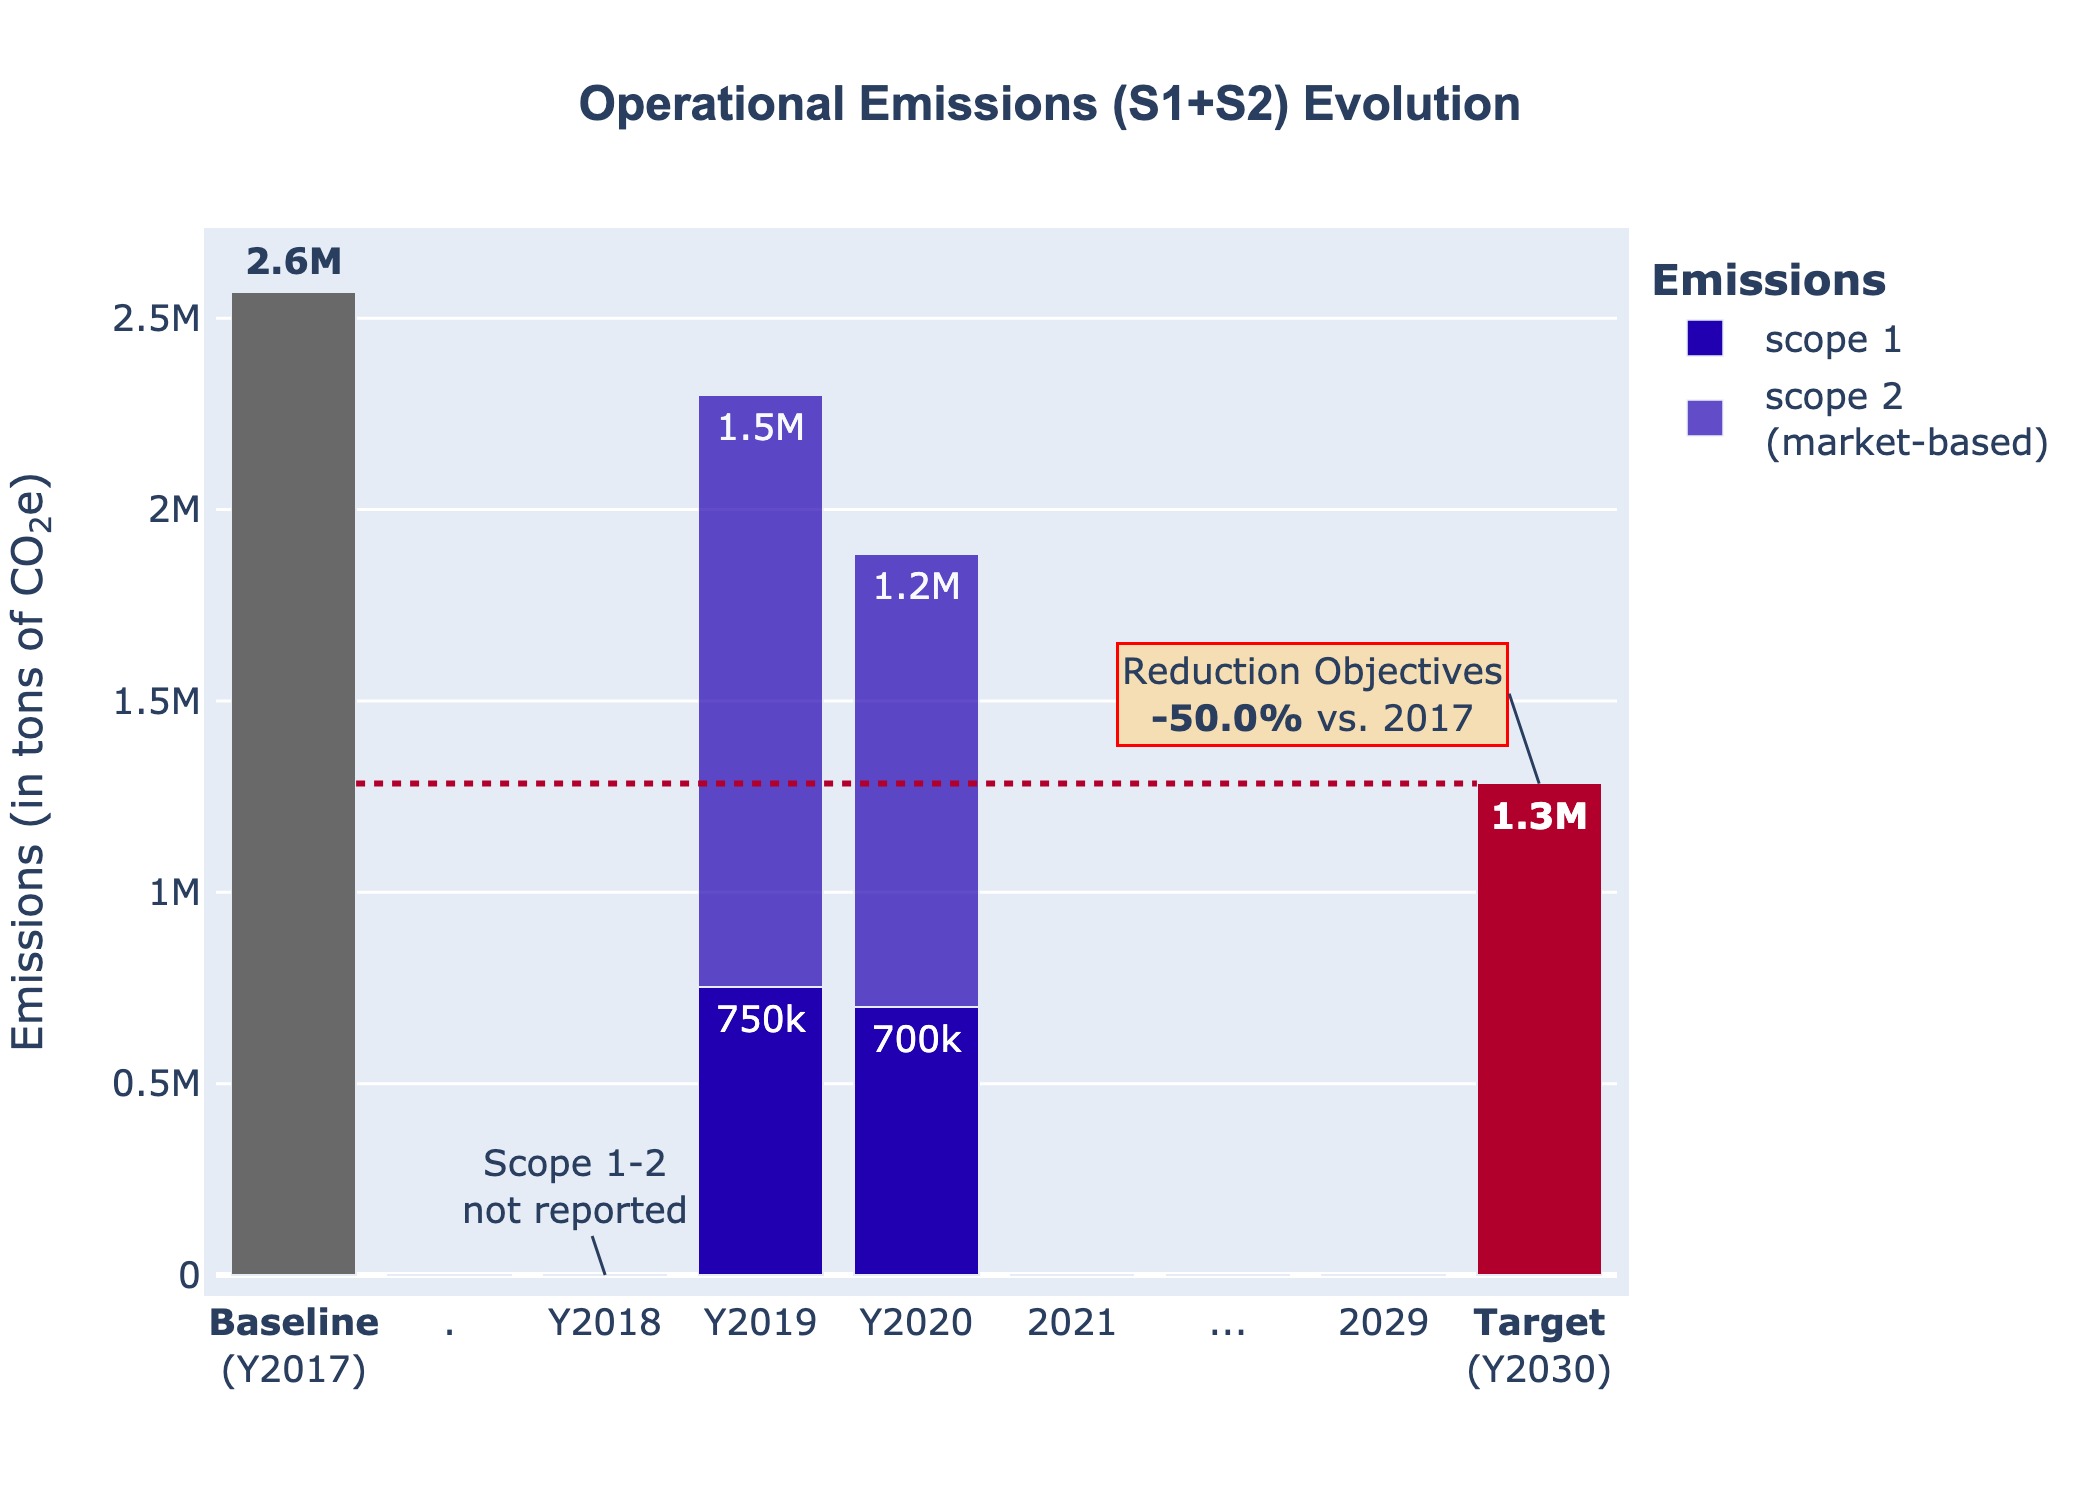 Operational Emissions (S1+S2) Evolution
Emissions (in tons of CO₂e)
2.5M
2M
1.5M
1M
0.5M
0
2.6M
1.5M
750k
1.2M
700k
Scope 1-2
not reported
Reduction Objectives
-50.0% vs. 2017
1.3M
Baseline
(Y2017)
.
Y2018
Y2019
Y2020
2021
...
2029
Target
(Y2030)
Emissions
scope 1
scope 2
(market-based)